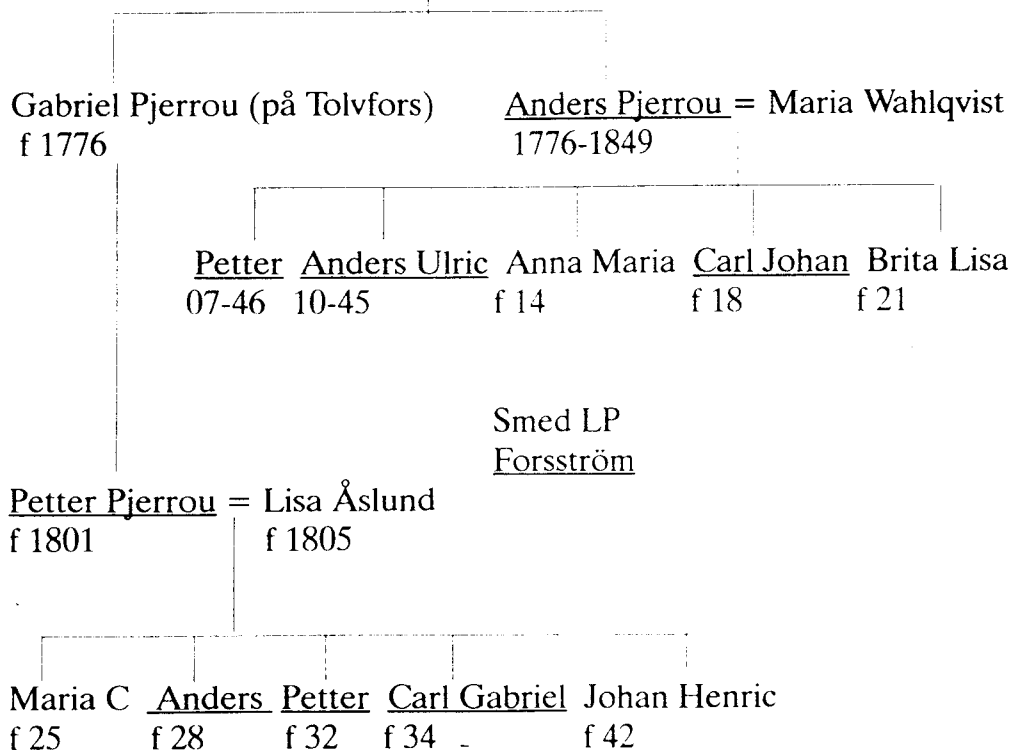 Gabriel Pjerrou (på Tolvfors) Anders Pjerrou = Maria Wahlqvist
f 1776 1776-1849
Petter Anders Ulric Anna Maria Carl Johan Brita Lisa
07-46 10-45 f 14 f 18 f 21
Smed LP
Forsström
Petter Pjerrou = Lisa Åslund
f 1801 f 1805
Maria C Anders Petter Carl Gabriel Johan Henric
f 25 f 28 f 32 f 34 f 42